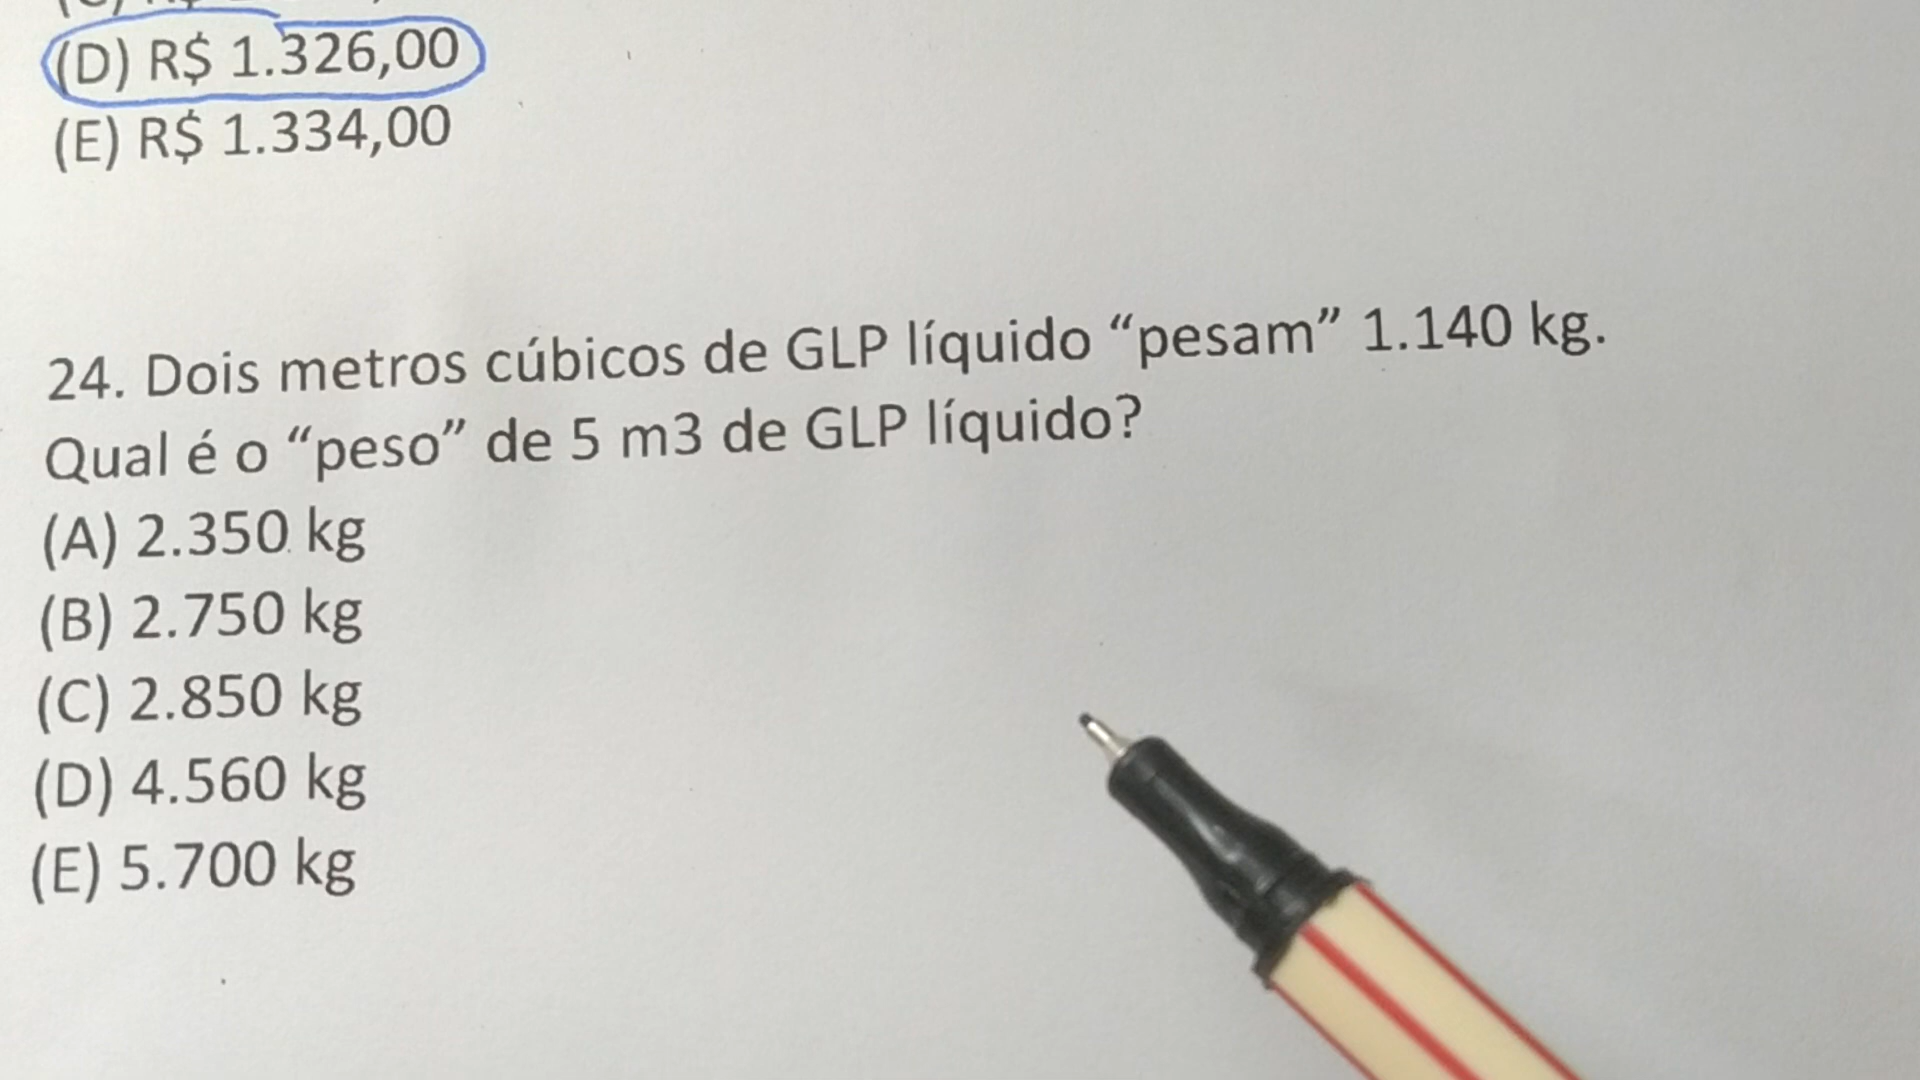 (D) R$ 1.326,00
(E) R$ 1.334,00
24. Dois metros cúbicos de GLP líquido “pesam” 1.140 kg.
Qual é o “peso” de 5 m3 de GLP líquido?
(A) 2.350 kg
(B) 2.750 kg
(C) 2.850 kg
(D) 4.560 kg
(E) 5.700 kg